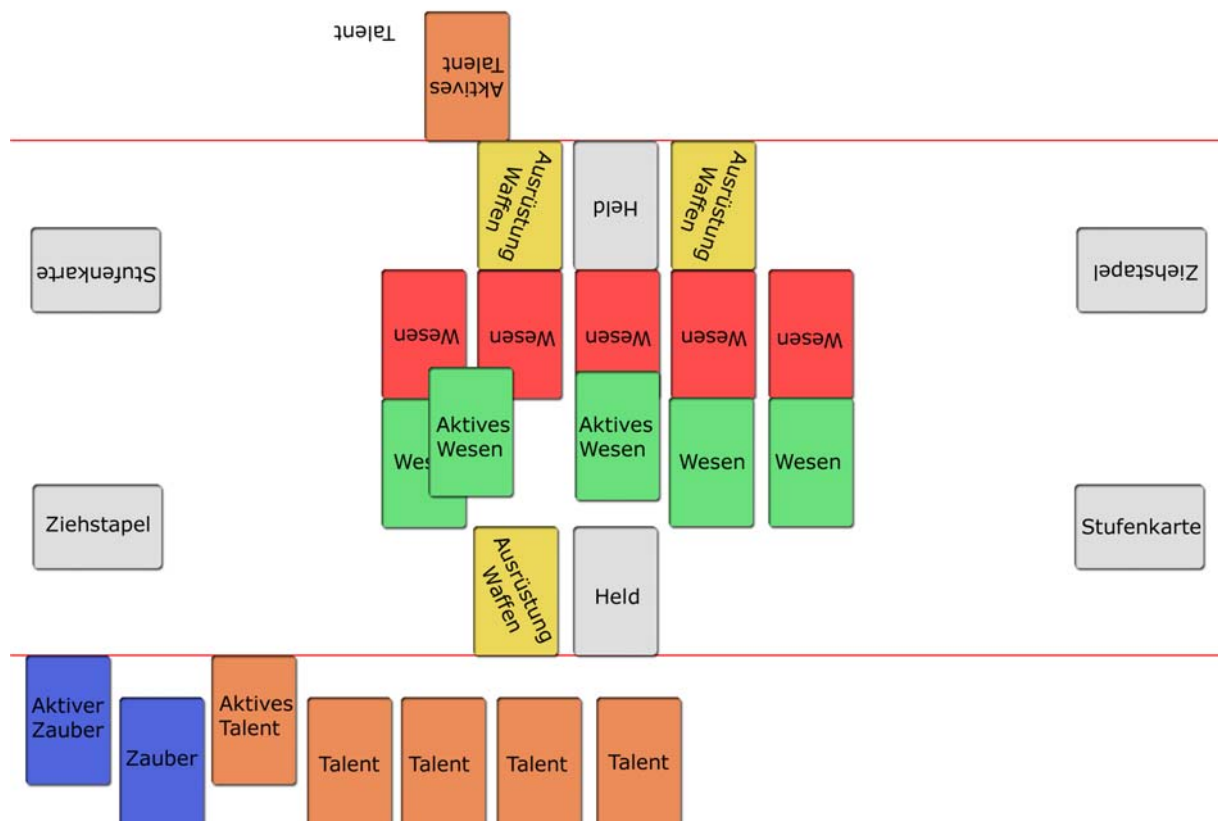 Talent
Aktives
Talent
Ausrüstung
Waffen
Held
Ausrüstung
Waffen
Stufenkarte
Ziehstapel
Wesen
Wesen
Wesen
Wesen
Wesen
Wes
Aktives
Wesen
Aktives
Wesen
Wesen
Wesen
Ziehstapel
Stufenkarte
Ausrüstung
Waffen
Held
Aktiver
Zauber
Zauber
Aktives
Talent
Talent
Talent
Talent
Talent